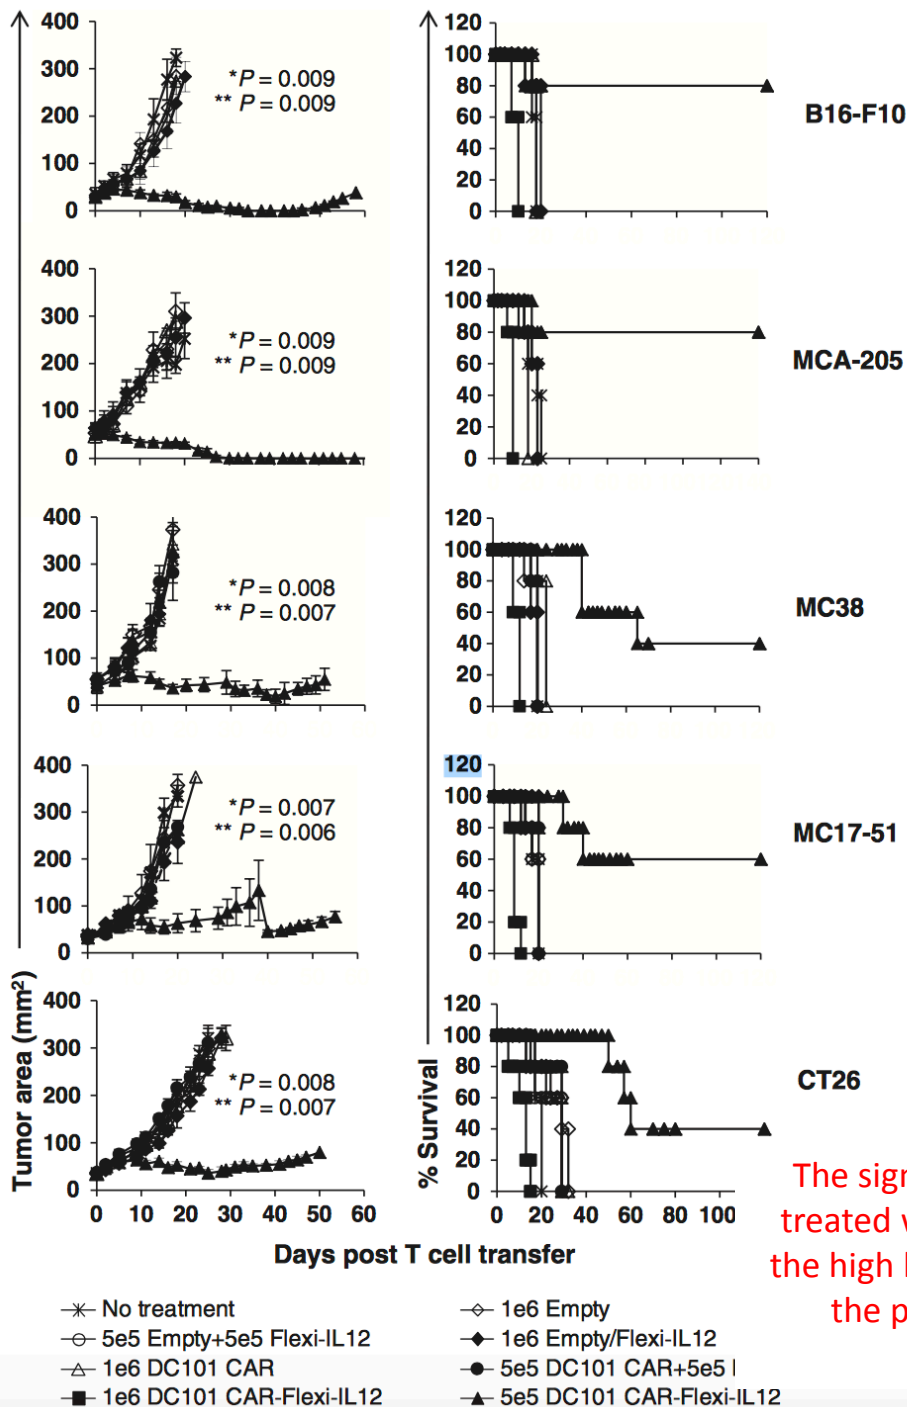 400
300
200
100
0
*P = 0.009
** P = 0.009
120
100
80
60
40
20
0
B16-F10
400
300
200
100
0
*P = 0.009
** P = 0.009
120
100
80
60
40
20
0
MCA-205
400
300
200
100
0
*P = 0.008
** P = 0.007
120
100
80
60
40
20
0
MC38
400
300
200
100
0
*P = 0.007
** P = 0.006
120
100
80
60
40
20
0
MC17-51
Tumor area (mm²)
400
300
200
100
0
*P = 0.008
** P = 0.007
0 10 20 30 40 50 60
% Survival
120
100
80
60
40
20
0
0 20 40 60 80 100
CT26
Days post T cell transfer
The sign
treated
the high
the p
No treatment
5e5 Empty+5e5 Flexi-IL12
1e6 DC101 CAR
1e6 DC101 CAR-Flexi-IL12
1e6 Empty
1e6 Empty/Flexi-IL12
5e5 DC101 CAR+5e5
5e5 DC101 CAR-Flexi-IL12